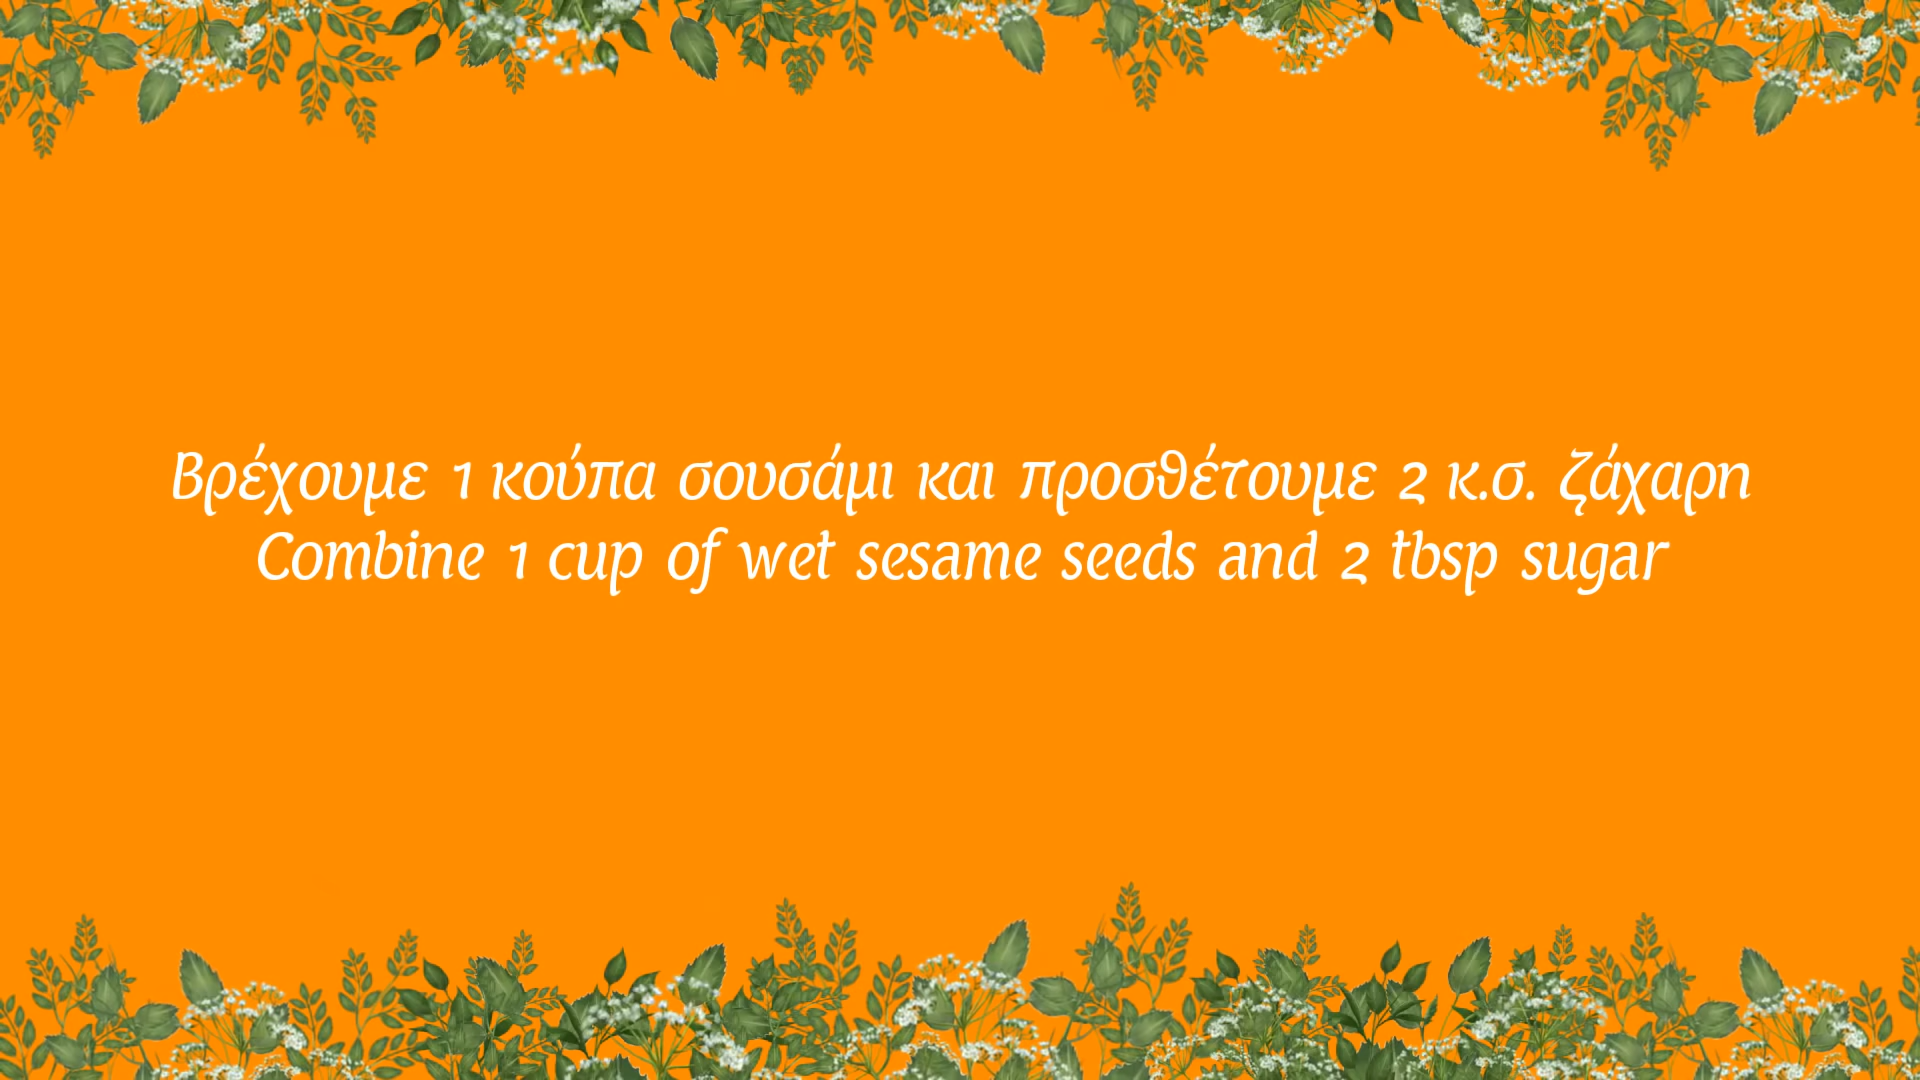 Βρέχουμε 1 κούπα σουσάμι και προσθέτουμε 2 κ.σ. ζάχαρη
Combine 1 cup of wet sesame seeds and 2 tbsp sugar